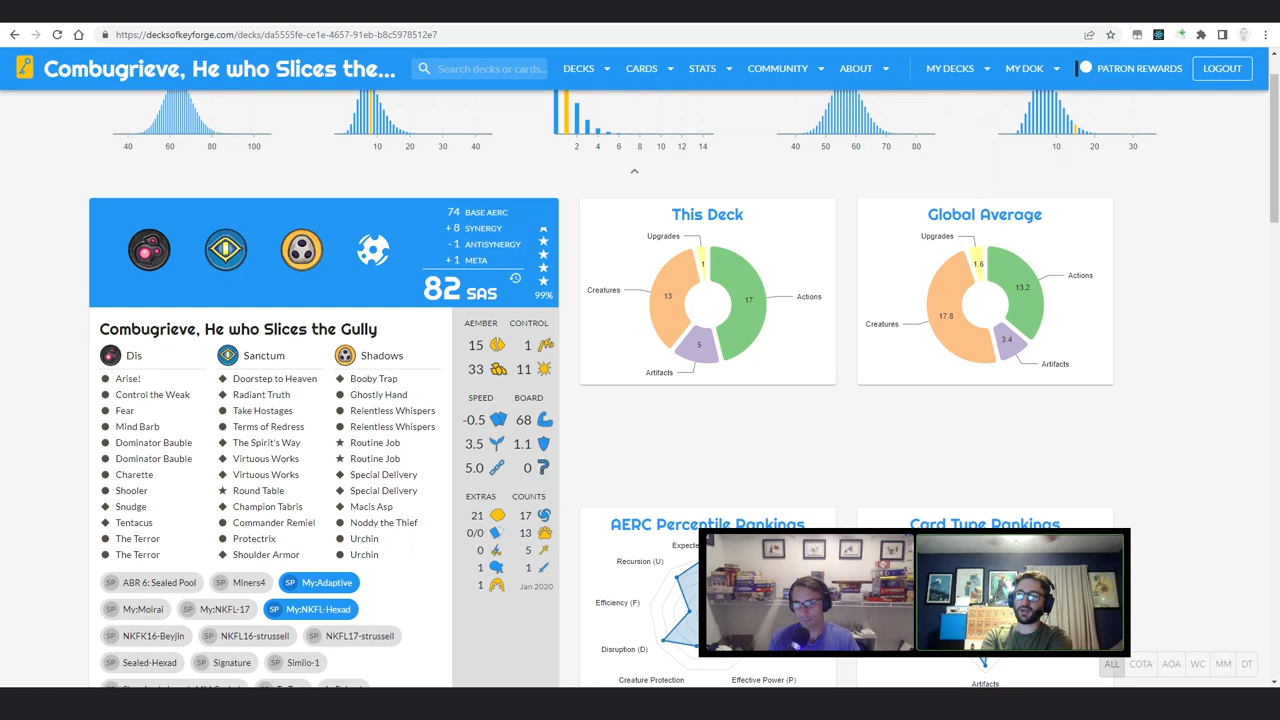 https://decksofkeyforge.com/decks/da5555fe-ce1e-4657-91eb-b8c5978512e7
Combugrieve, He who Slices the...
Search decks or cards...
DECKS
CARDS
STATS
COMMUNITY
ABOUT
MY DECKS
MY DOK
PATRON REWARDS
LOGOUT
40 60 80 100
10 20 30 40
2 4 6 8 10 12 14
40 50 60 70 80
10 20 30
74 BASE AERC
+ 8 SYNERGY
- 1 ANTISYNERGY
+ 1 META
82 SAS
99%
Combugrieve, He who Slices the Gully
Dis
Arise!
Control the Weak
Fear
Mind Barb
Dominator Bauble
Dominator Bauble
Charette
Shooler
Snudge
Tentacus
The Terror
The Terror
Sanctum
Doorstep to Heaven
Radiant Truth
Take Hostages
Terms of Redress
The Spirit's Way
Virtuous Works
Virtuous Works
Round Table
Champion Tabris
Commander Remiel
Protectrix
Shoulder Armor
Shadows
Booby Trap
Ghostly Hand
Relentless Whispers
Relentless Whispers
Routine Job
Routine Job
Special Delivery
Special Delivery
Macis Asp
Noddy the Thief
Urchin
Urchin
SP ABR 6: Sealed Pool
SP Miners4
SP My:Adaptive
SP My:Moirai
SP My:NKFL-17
SP My:NKFL-Hexad
SP NKFK16-Beyjin
SP NKFL16-strussell
SP NKFL17-strussell
SP Sealed-Hexad
SP Signature
SP Similo-1
AEMBER CONTROL
15 1
33 11
SPEED BOARD
-0.5 68
3.5 1.1
5.0 0
EXTRAS COUNTS
21 17
0/0 13
0 5
1 1
1 Jan 2020
This Deck
Upgrades
1
Creatures
13
17
Actions
5
Artifacts
Global Average
Upgrades
1.6
Actions
13.2
Creatures
17.8
3.4
Artifacts
AERC Percentile Rankings
Recursion (U)
Efficiency (F)
Disruption (D)
Creature Protection
Effective Power (P)
Card Type Rankings
Artifacts
ALL COTA AOA WC MM DT